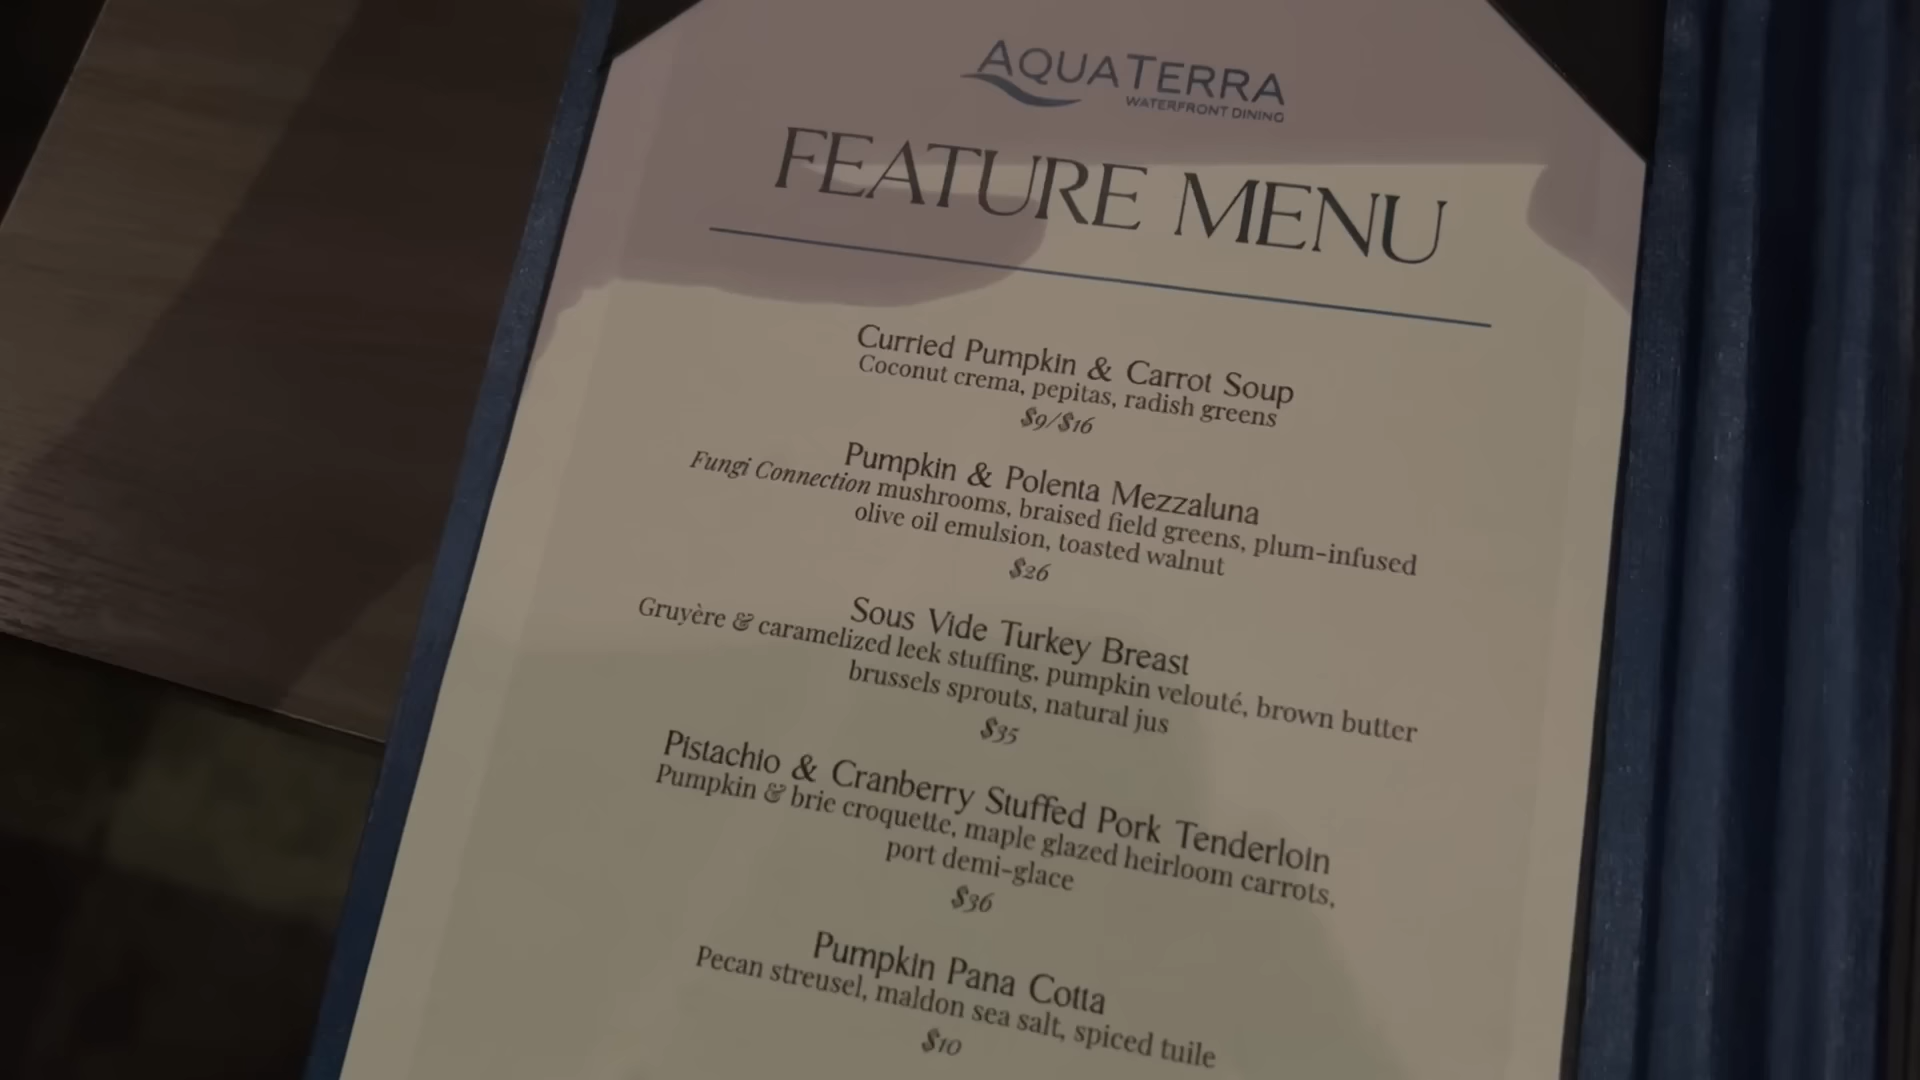 AQUATERRA
WATERFRONT DINING
FEATURE MENU
Curried Pumpkin & Carrot Soup
Coconut crema, pepitas, radish greens
$9/$16
Pumpkin & Polenta Mezzaluna
Fungi Connection mushrooms, braised field greens, plum-infused
olive oil emulsion, toasted walnut
$26
Sous Vide Turkey Breast
Gruyère & caramelized leek stuffing, pumpkin velouté, brown butter
brussels sprouts, natural jus
$35
Pistachio & Cranberry Stuffed Pork Tenderloin
Pumpkin & brie croquette, maple glazed heirloom carrots,
port demi-glace
$36
Pumpkin Pana Cotta
Pecan streusel, maldon sea salt, spiced tuile
$10